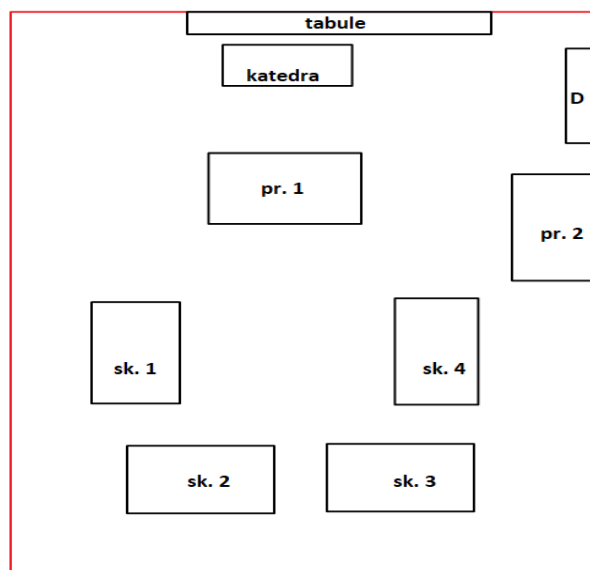 tabule
katedra
D
pr. 1
pr. 2
sk. 1
sk. 4
sk. 2
sk. 3